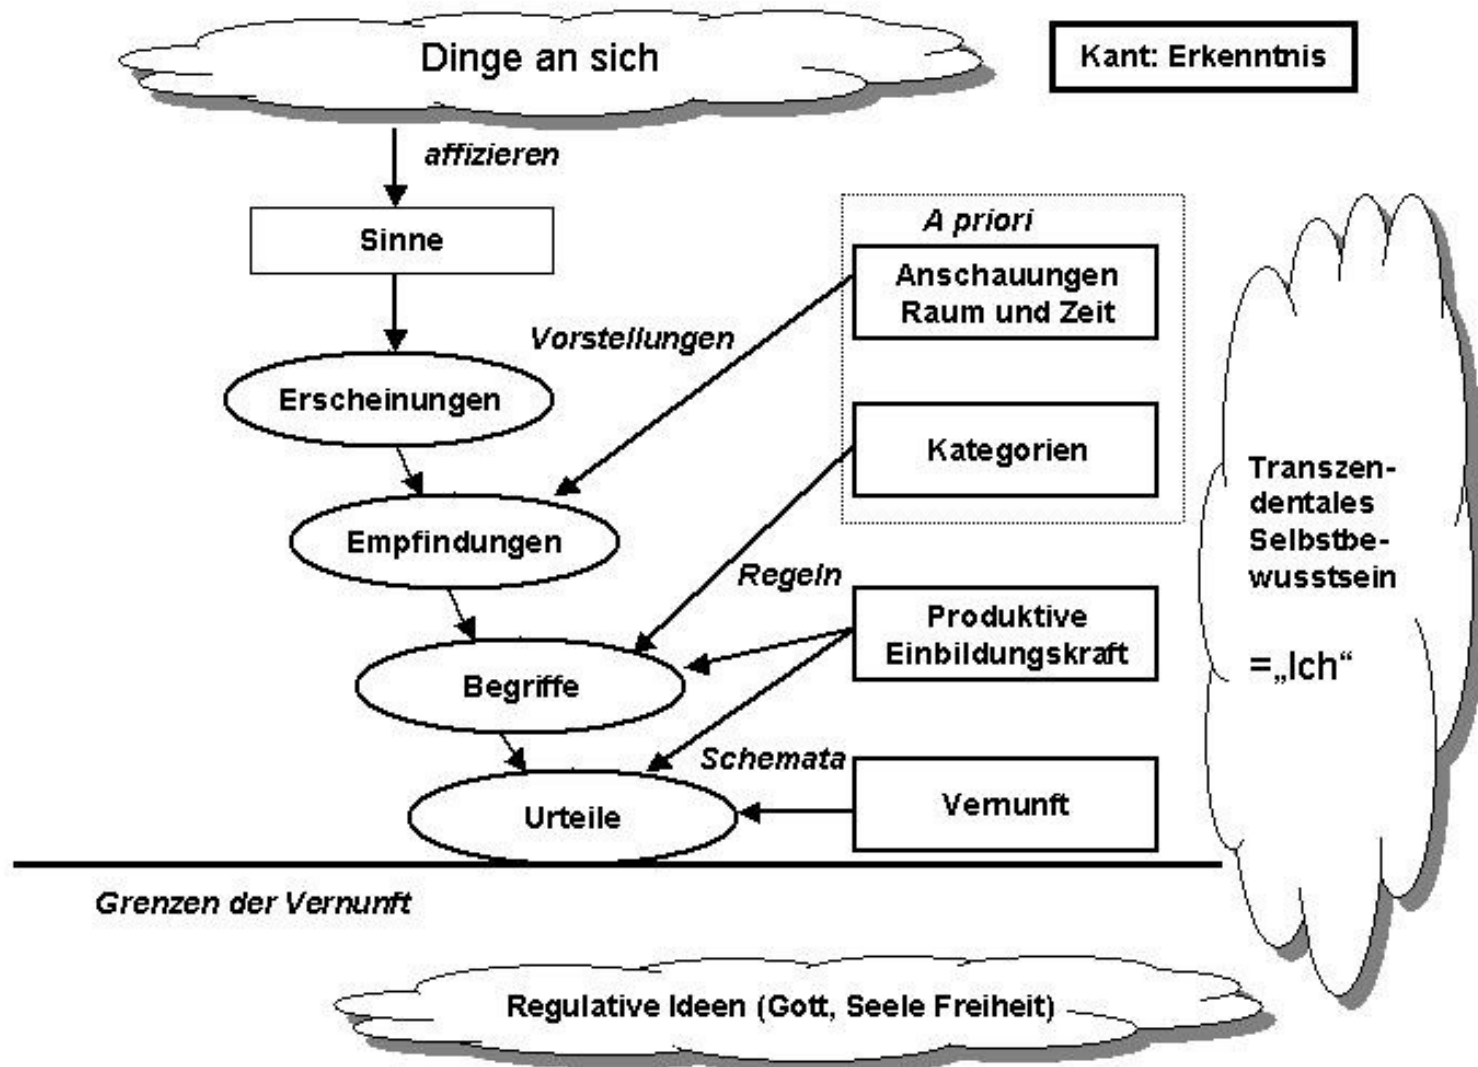 Dinge an sich
Kant: Erkenntnis
affizieren
Sinne
A priori
Anschauungen
Raum und Zeit
Vorstellungen
Erscheinungen
Kategorien
Empfindungen
Regeln
Produktive
Einbildungskraft
Begriffe
Schemata
Vernunft
Urteile
Transzen-
dentales
Selbstbe-
wusstsein
=„Ich“
Grenzen der Vernunft
Regulative Ideen (Gott, Seele Freiheit)